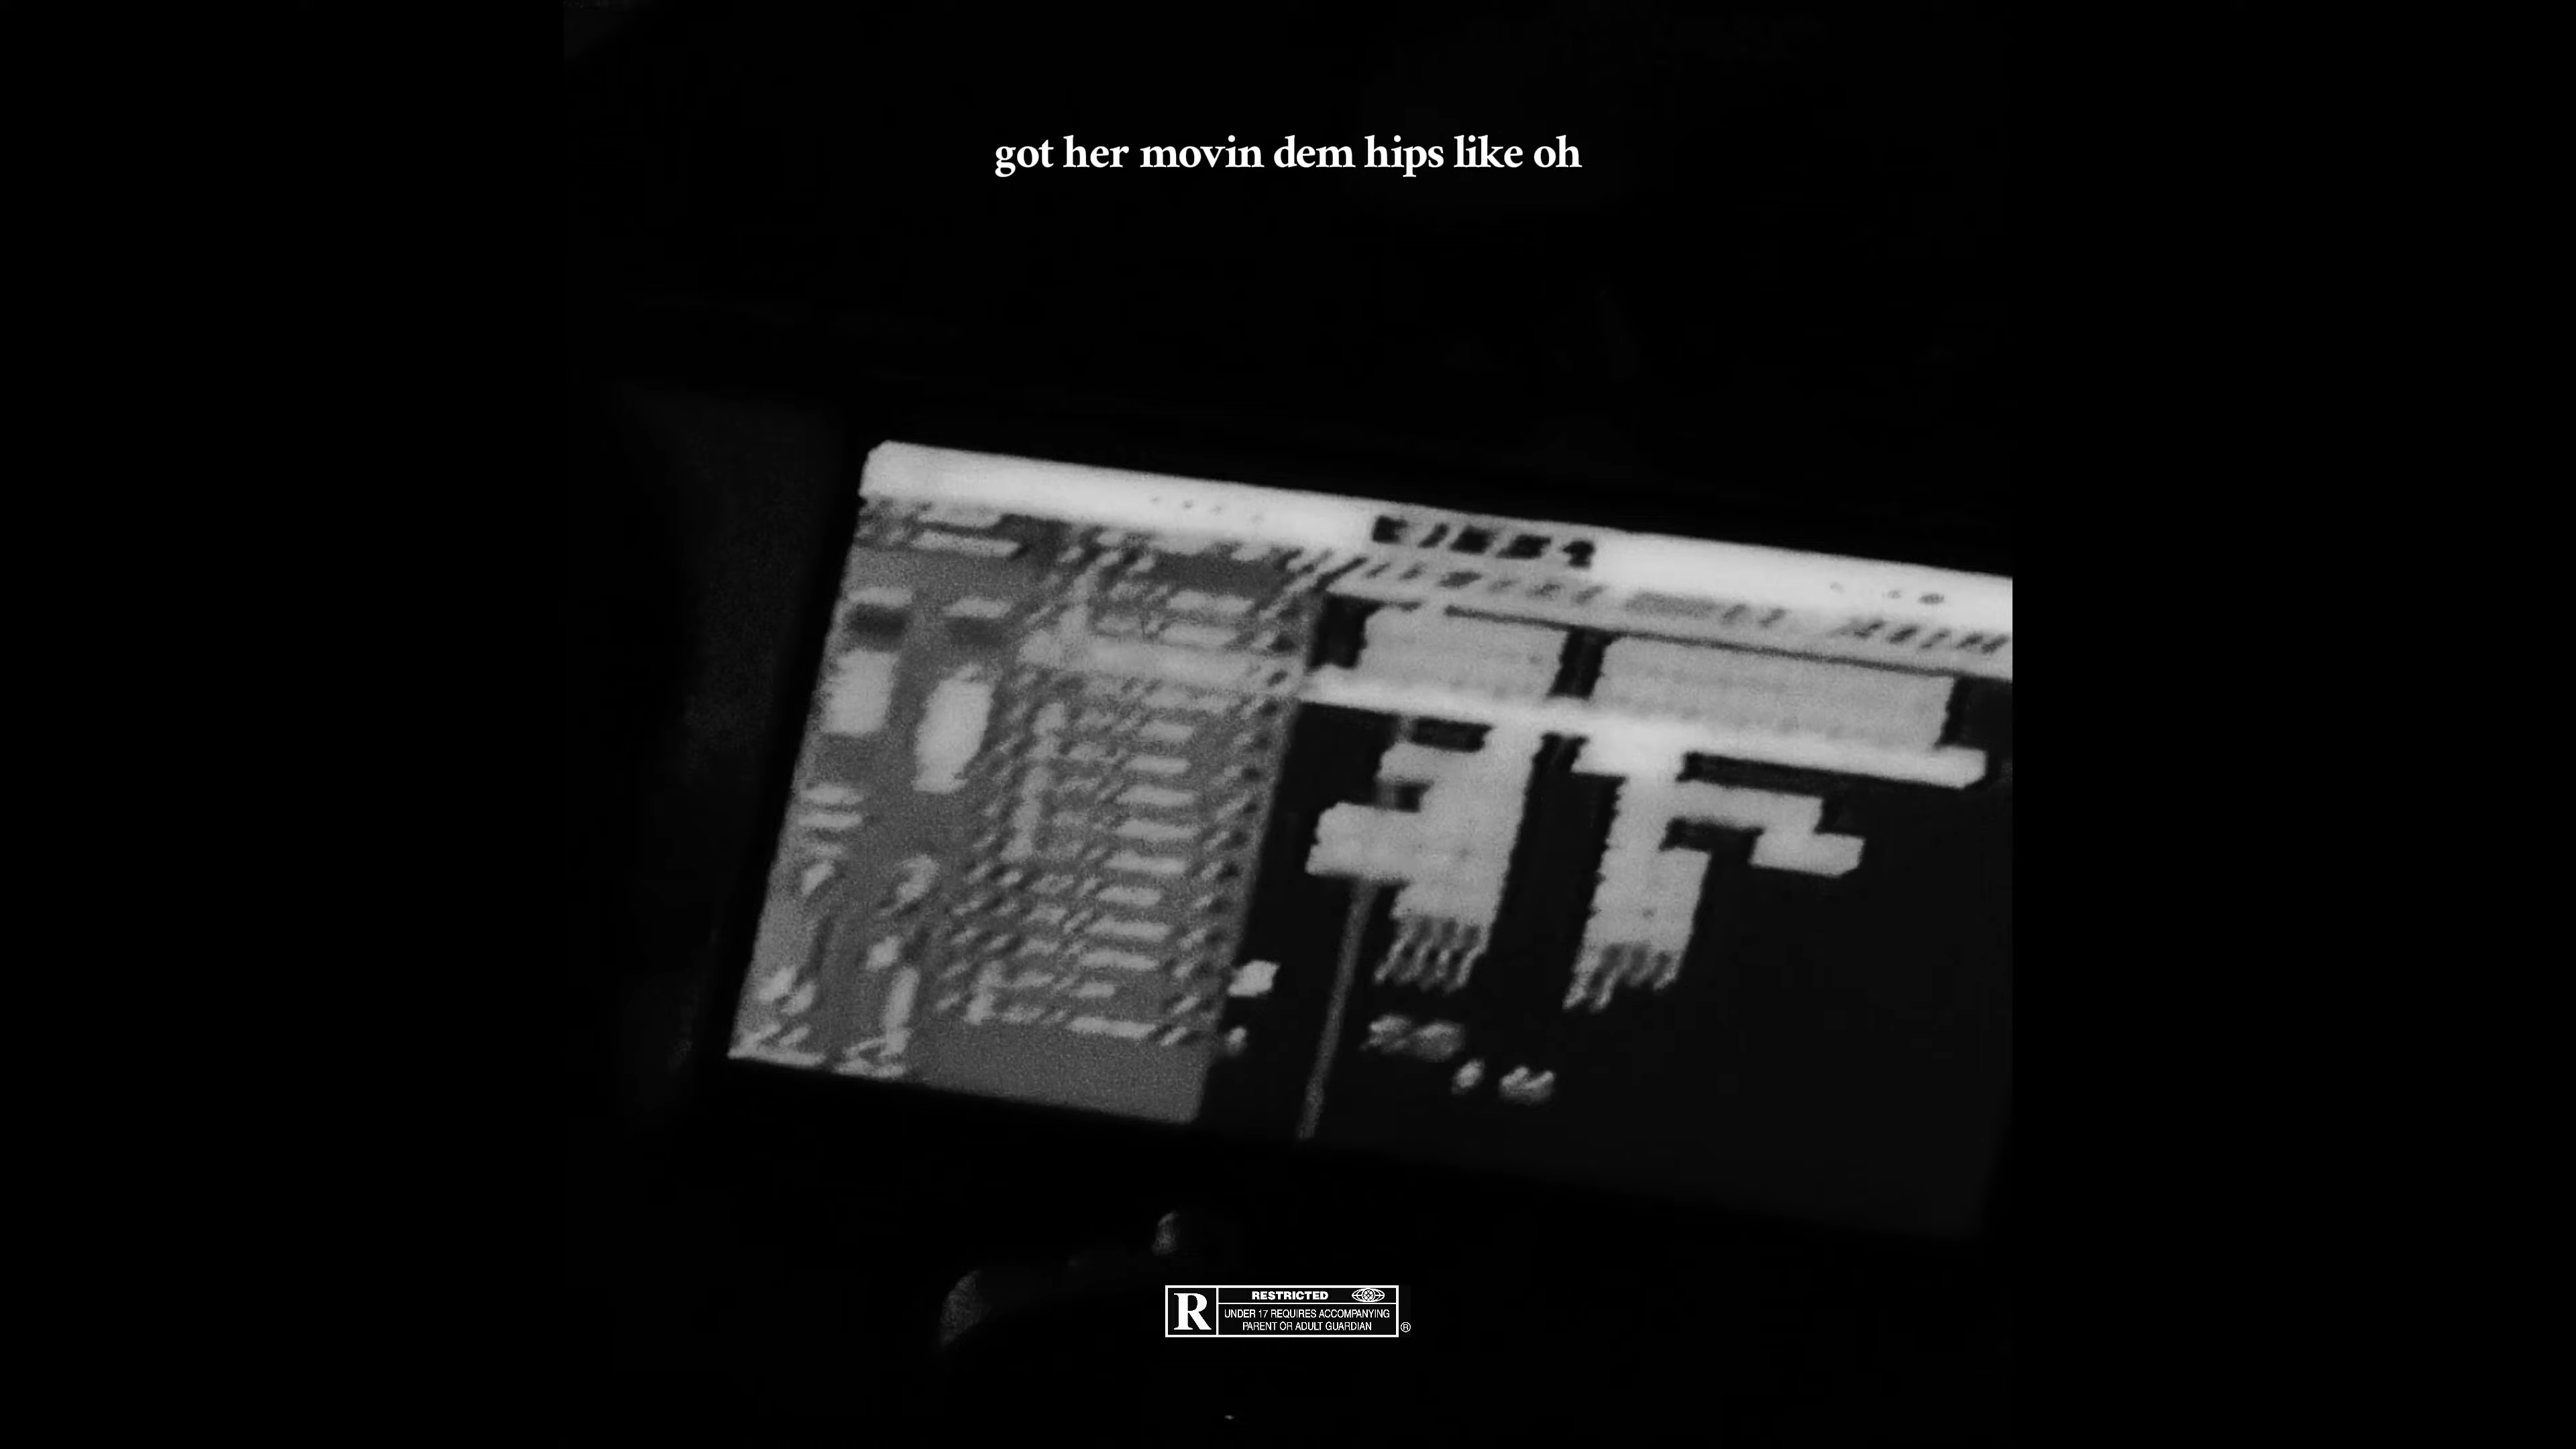 got her movin dem hips like oh
R
RESTRICTED
UNDER 17 REQUIRES ACCOMPANYING
PARENT OR ADULT GUARDIAN
®